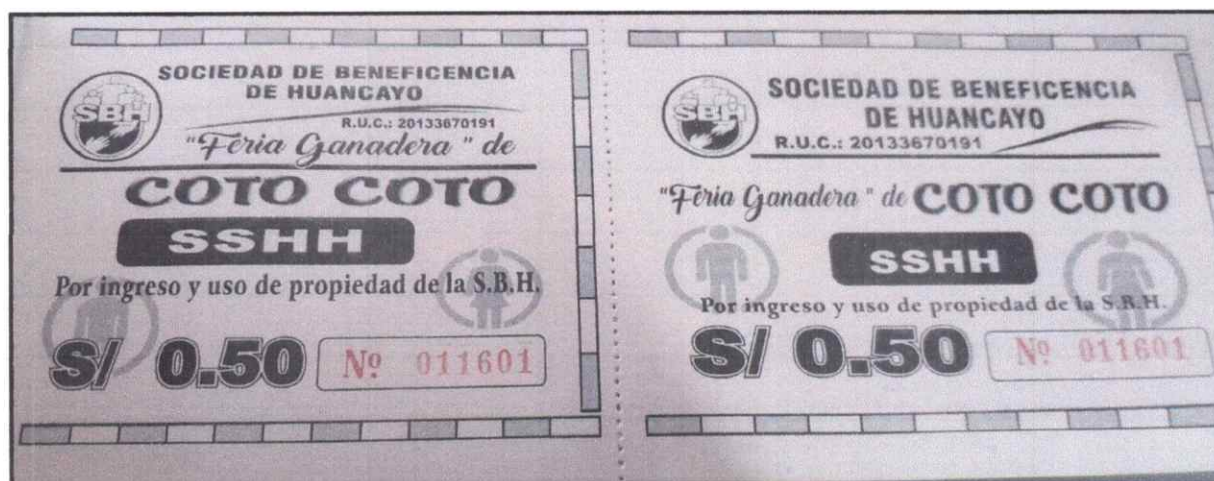 SBH
SOCIEDAD DE BENEFICENCIA
DE HUANCAYO
R.U.C.: 20133670191
"Feria Ganadera" de
COTO COTO
SSHH
Por ingreso y uso de propiedad de la S.B.H.
S/ 0.50
Nº 011601
SBH
SOCIEDAD DE BENEFICENCIA
DE HUANCAYO
R.U.C.: 20133670191
"Feria Ganadera" de COTO COTO
SSHH
Por ingreso y uso de propiedad de la S.B.H.
S/ 0.50
Nº 011601